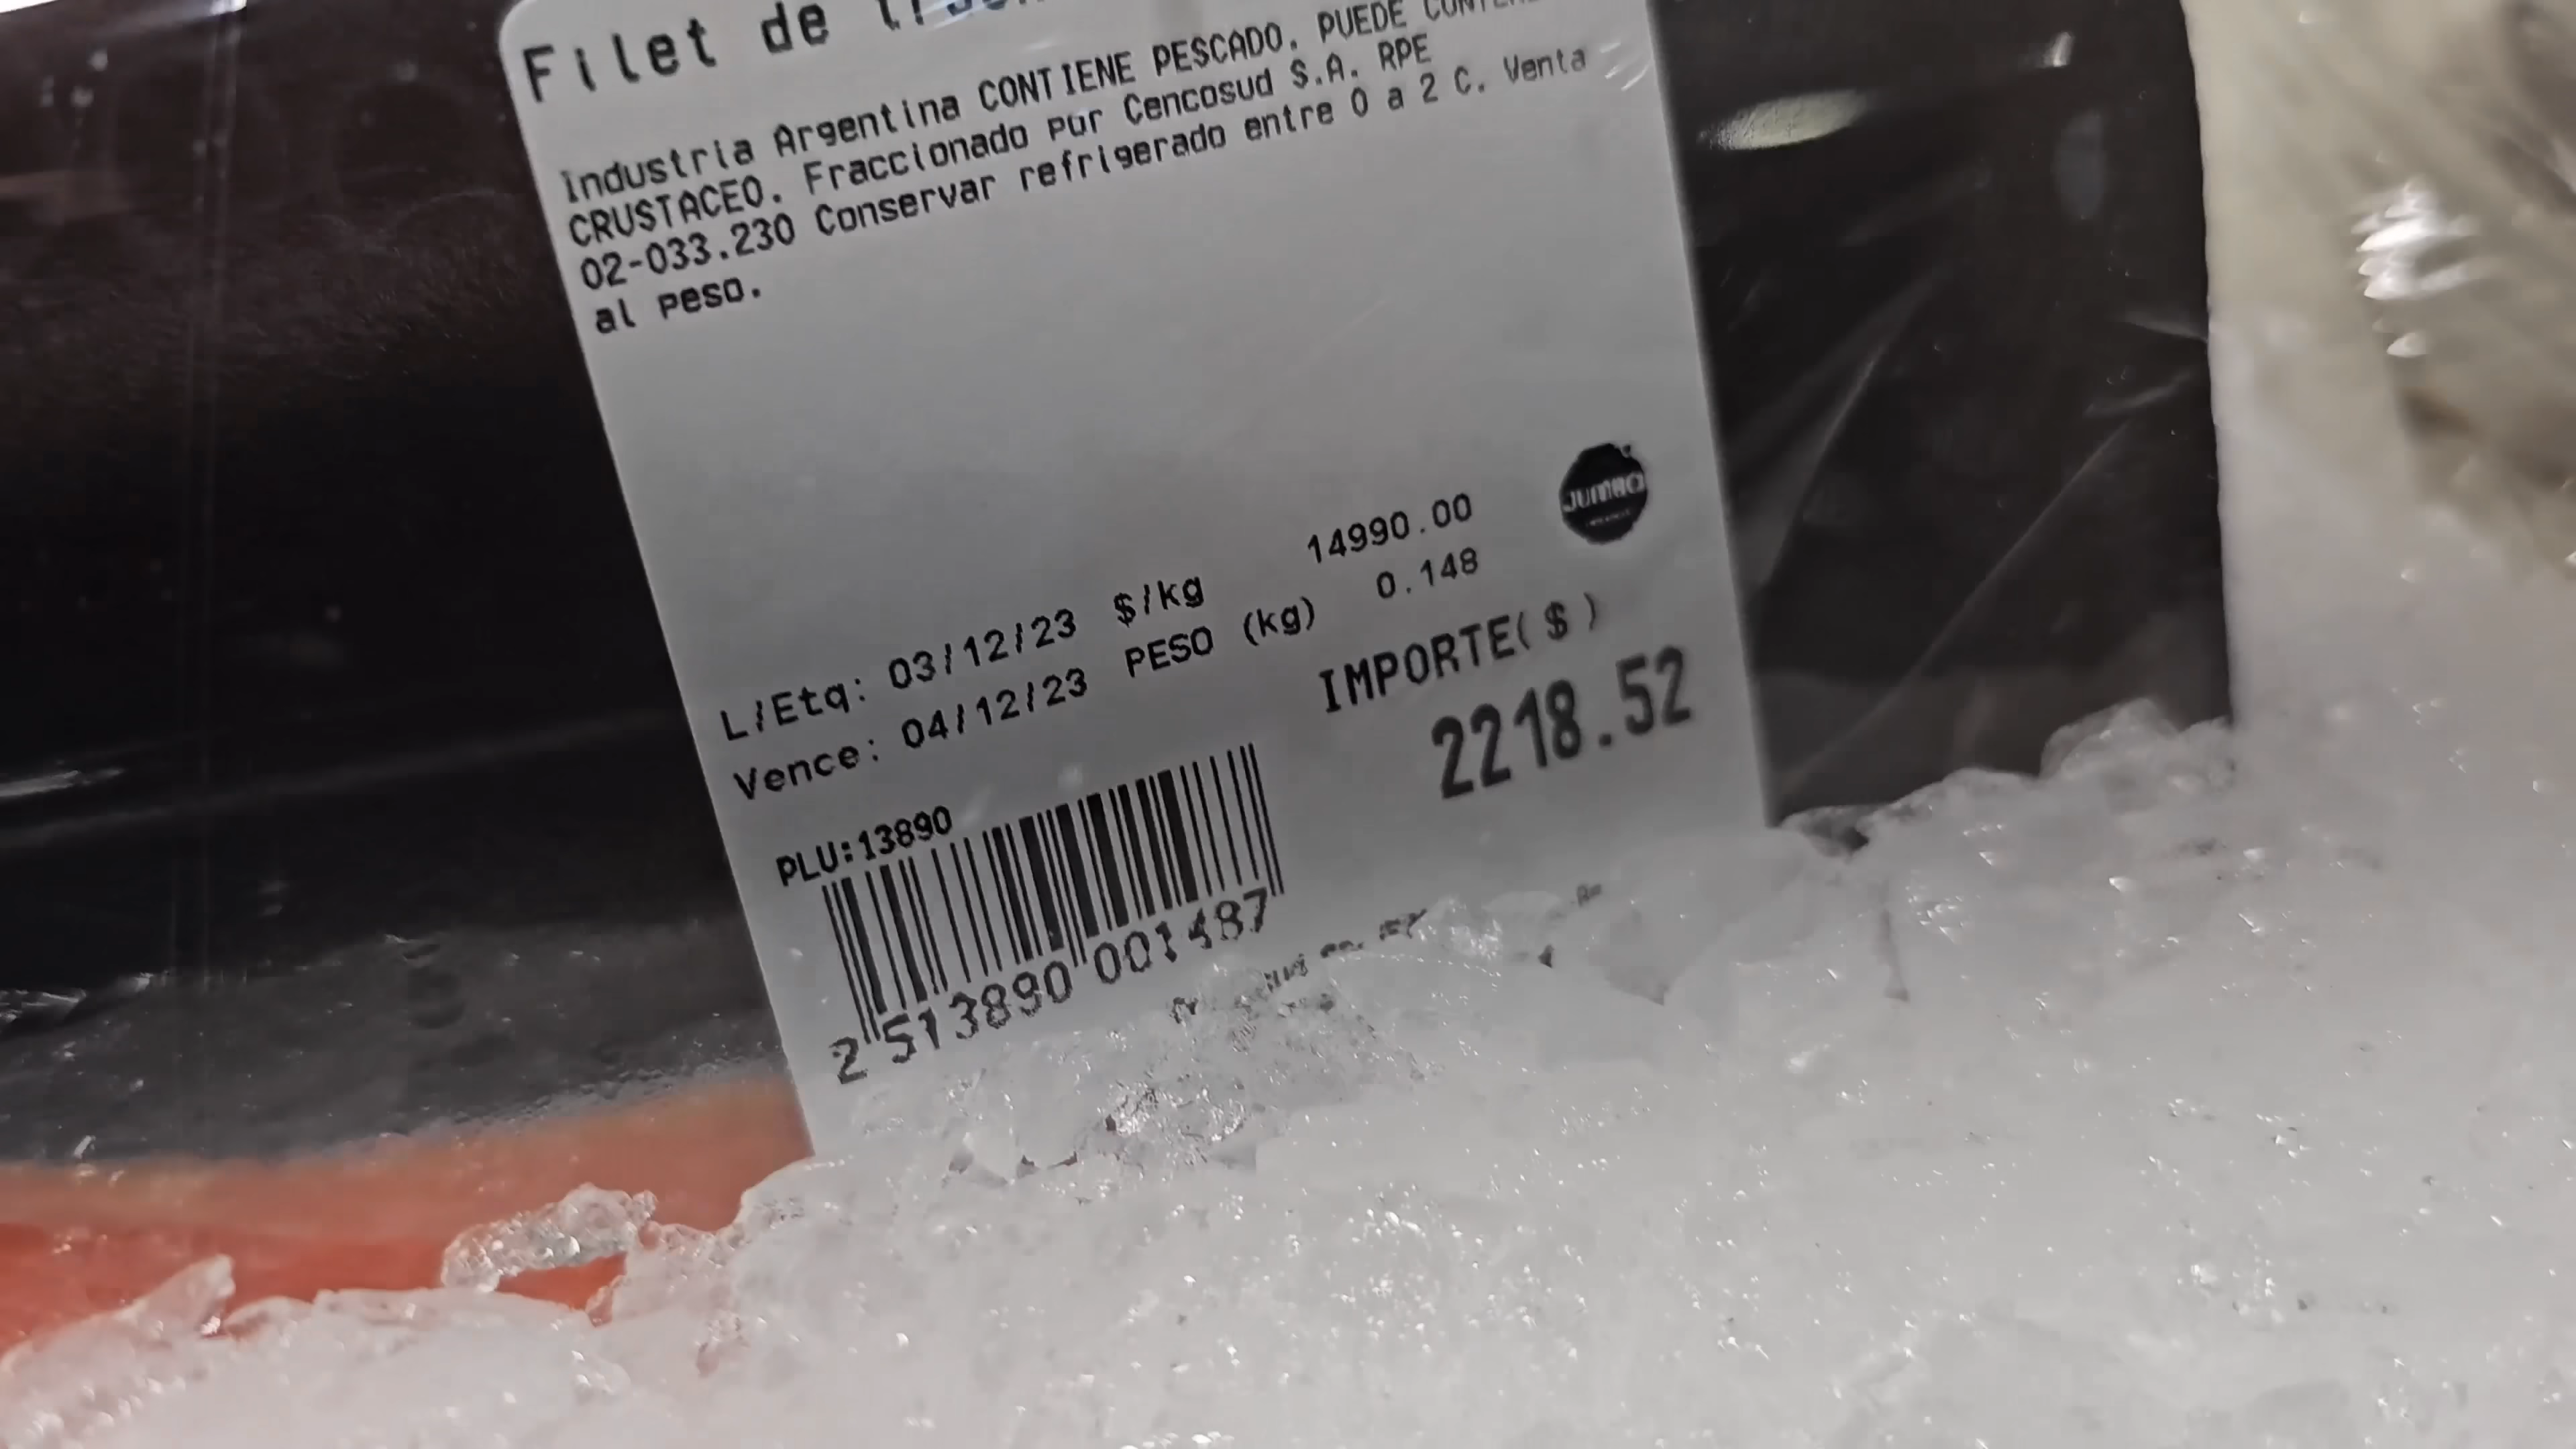 Filet de
Industria Argentina CONTIENE PESCADO. PUEDE
CRUSTACEO. Fraccionado por Cencosud S.A. RPE
02-033.230 Conservar refrigerado entre 0 a 2 C. Venta
al peso.
JUMBO
L/Etq: 03/12/23 $/kg 14990.00
Vence: 04/12/23 PESO (kg) 0.148
IMPORTE($)
2218.52
PLU:13890
2 513890 001487